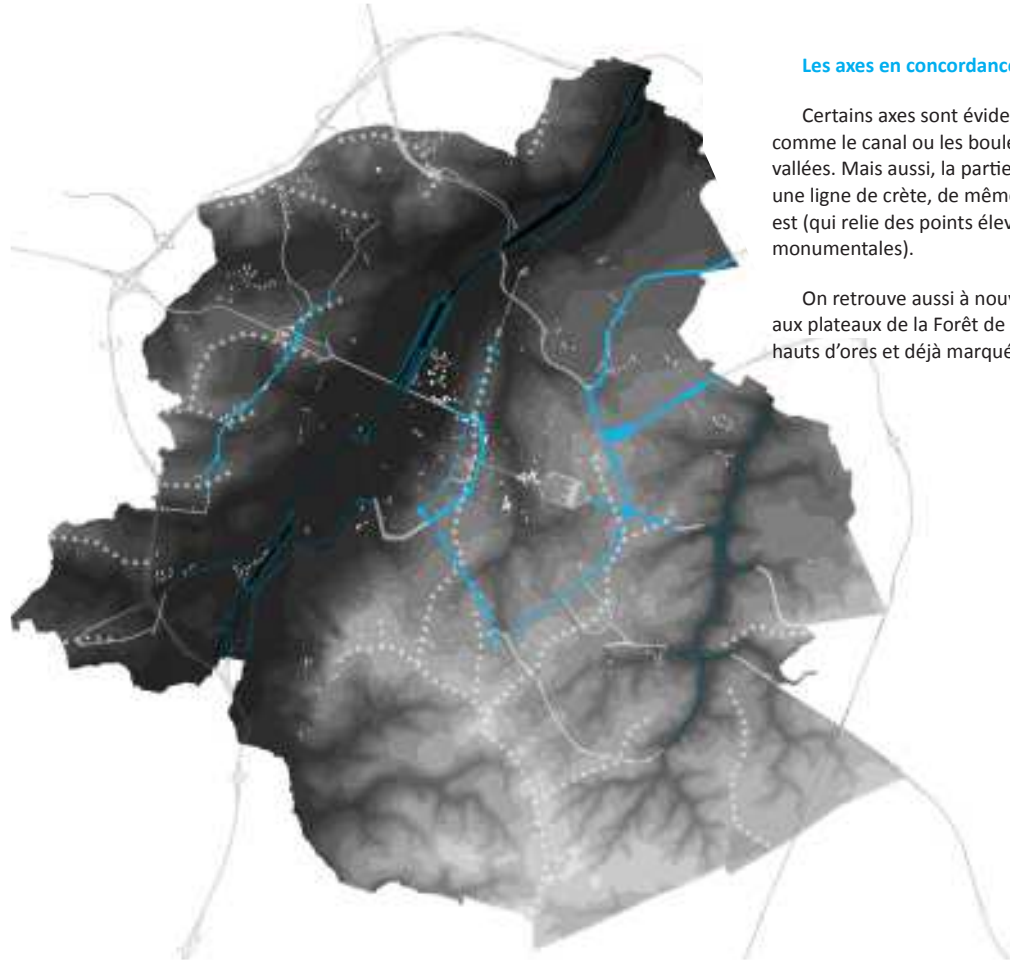 Les axes en concordance
Certains axes sont évide
comme le canal ou les boule
vallées. Mais aussi, la partie
une ligne de crète, de même
est (qui relie des points élev
monumentales).
On retrouve aussi à nouv
aux plateaux de la Forêt de
hauts d’ores et déjà marqué